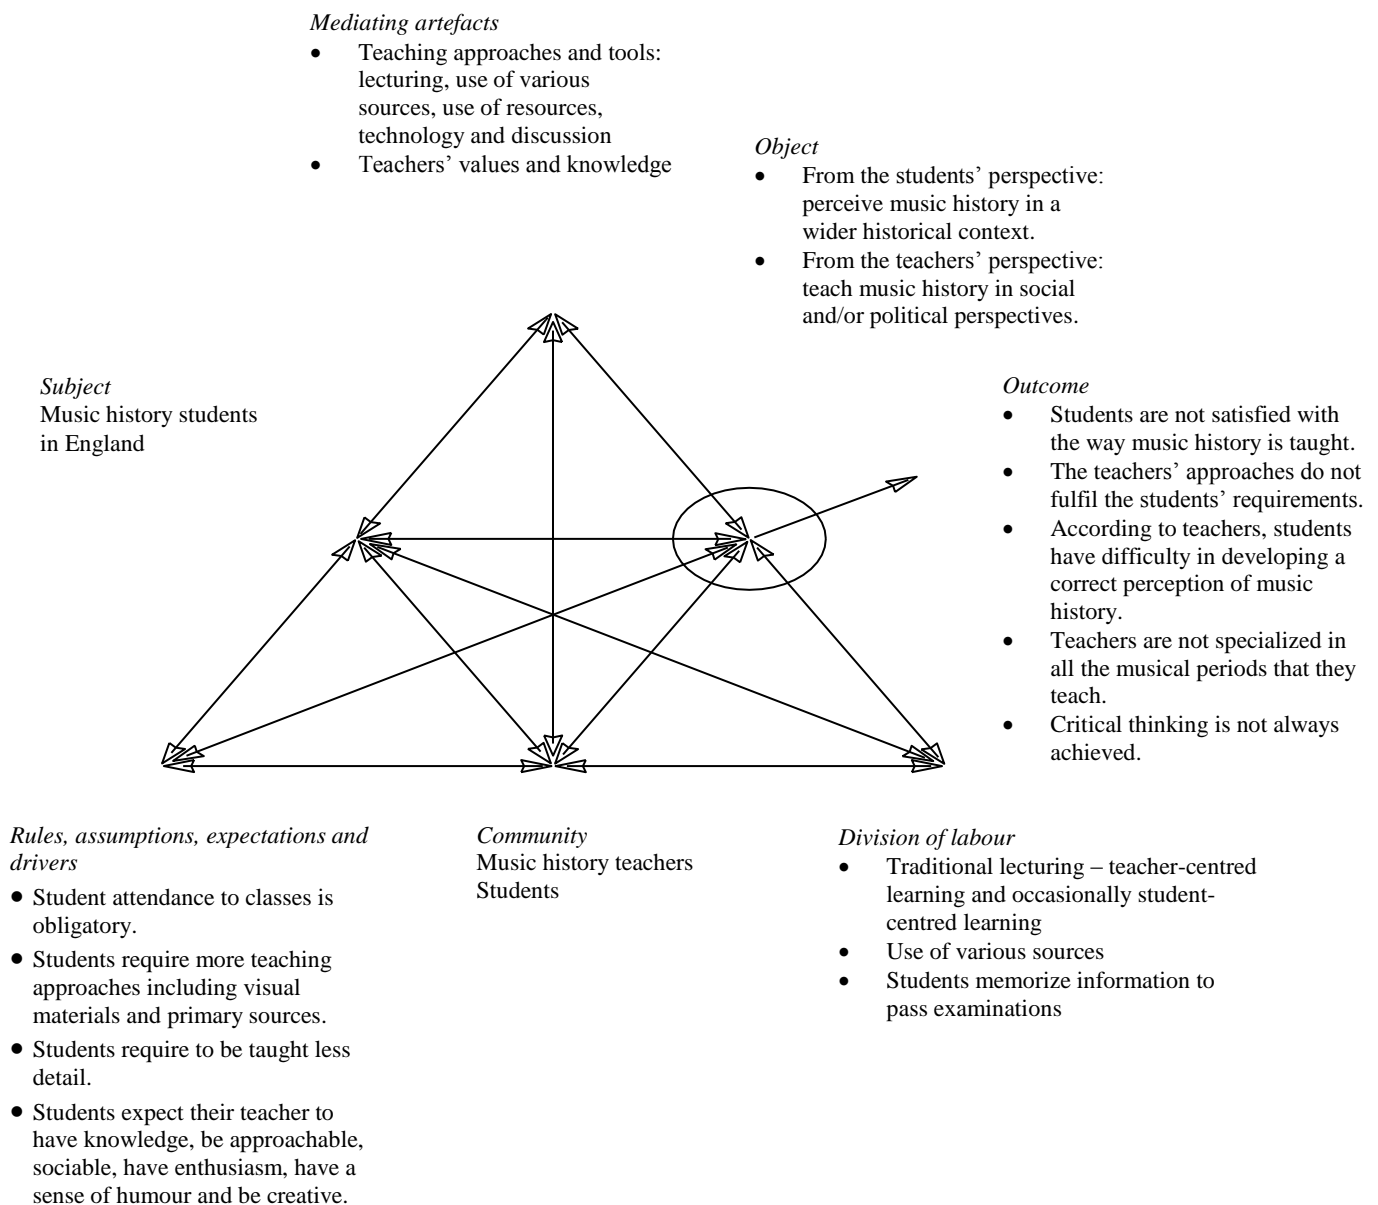 Mediating artefacts
• Teaching approaches and tools:
lecturing, use of various
sources, use of resources,
technology and discussion
• Teachers’ values and knowledge
Object
• From the students’ perspective:
perceive music history in a
wider historical context.
• From the teachers’ perspective:
teach music history in social
and/or political perspectives.
Subject
Music history students
in England
Outcome
• Students are not satisfied with
the way music history is taught.
• The teachers’ approaches do not
fulfil the students’ requirements.
• According to teachers, students
have difficulty in developing a
correct perception of music
history.
• Teachers are not specialized in
all the musical periods that they
teach.
• Critical thinking is not always
achieved.
Rules, assumptions, expectations and
drivers
• Student attendance to classes is
obligatory.
• Students require more teaching
approaches including visual
materials and primary sources.
• Students require to be taught less
detail.
• Students expect their teacher to
have knowledge, be approachable,
sociable, have enthusiasm, have a
sense of humour and be creative.
Community
Music history teachers
Students
Division of labour
• Traditional lecturing – teacher-centred
learning and occasionally student-
centred learning
• Use of various sources
• Students memorize information to
pass examinations